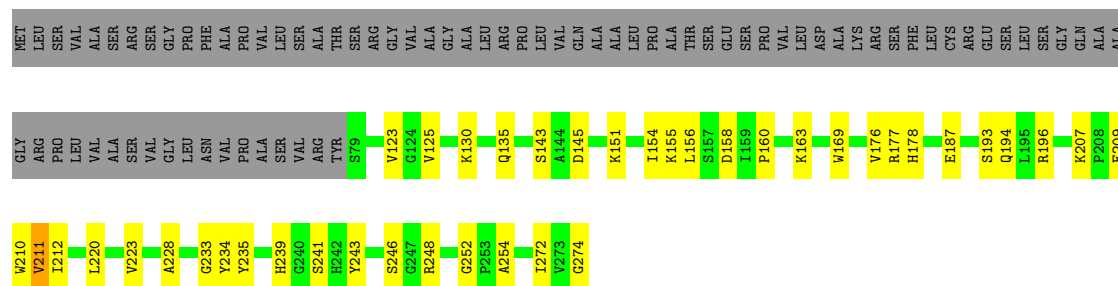 MET LEU SER VAL ALA SER ARG SER GLY PRO PHE ALA PRO VAL LEU SER ALA THR SER ARG GLY VAL ALA GLY ALA LEU ARG PRO LEU VAL GLN ALA ALA LEU PRO ALA THR SER GLU SER PRO VAL LEU ASP ALA LYS ARG SER PHE LEU CYS ARG GLU SER LEU SER GLY GLN ALA ALA
GLY ARG PRO LEU VAL ALA SER VAL GLY LEU ASN VAL PRO ALA SER VAL ARG TYR S79 V123 G124 V125 K130 Q135 S143 A144 D145 K151 I154 K155 L156 S157 D158 I159 P160 K163 W169 V176 R177 H178 E187 S193 Q194 L195 R196 K207 P208 E209
W210 V211 I212 L220 V223 A228 G233 Y234 Y235 H239 G240 S241 H242 Y243 S246 G247 R248 G252 P253 A254 I272 V273 G274